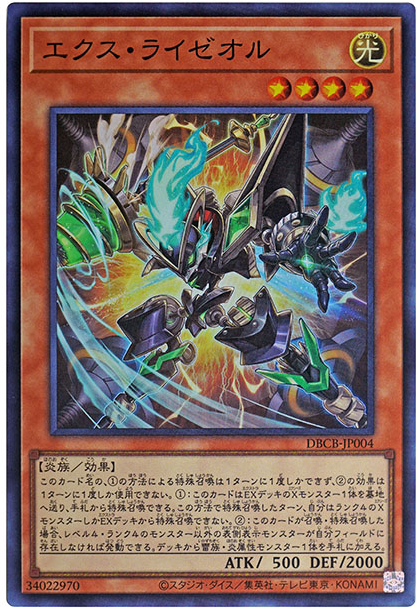 エクス・ライゼオル
光
DBCB-JP004
【炎族／効果】
このカード名の、①の方法による特殊召喚は1ターンに1度しかできず、②の効果は
1ターンに1度しか使用できない。①：このカードはEXデッキのXモンスター1体を墓地
へ送り、手札から特殊召喚できる。この方法で特殊召喚したターン、自分はランク4のX
モンスターしかEXデッキから特殊召喚できない。②：このカードが召喚・特殊召喚した
場合、レベル4・ランク4のモンスター以外の表側表示モンスターが自分フィールドに
存在しなければ発動できる。デッキから雷族・炎属性モンスター1体を手札に加える。
ATK/ 500 DEF/2000
34022970
©スタジオ・ダイス/集英社・テレビ東京・KONAMI